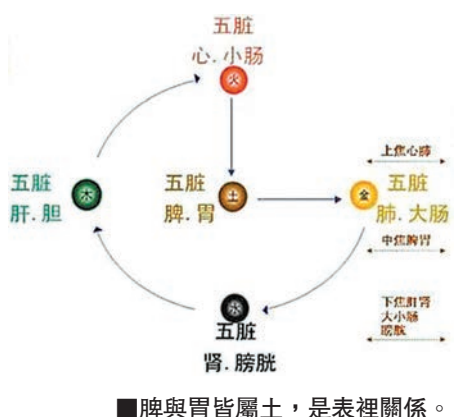 五脏
心.小肠
火
上焦心肺
五脏
肝.胆
木
五脏
脾.胃
土
金
五脏
肺.大肠
中焦脾胃
水
五脏
肾.膀胱
下焦肝肾
大小肠
膀胱
■脾與胃皆屬土，是表裡關係。